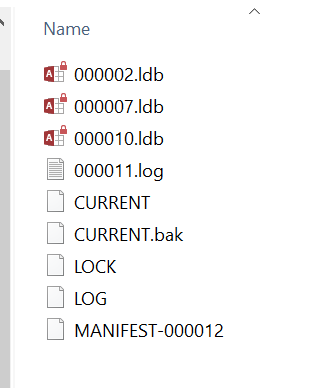 Name
000002.ldb
000007.ldb
000010.ldb
000011.log
CURRENT
CURRENT.bak
LOCK
LOG
MANIFEST-000012